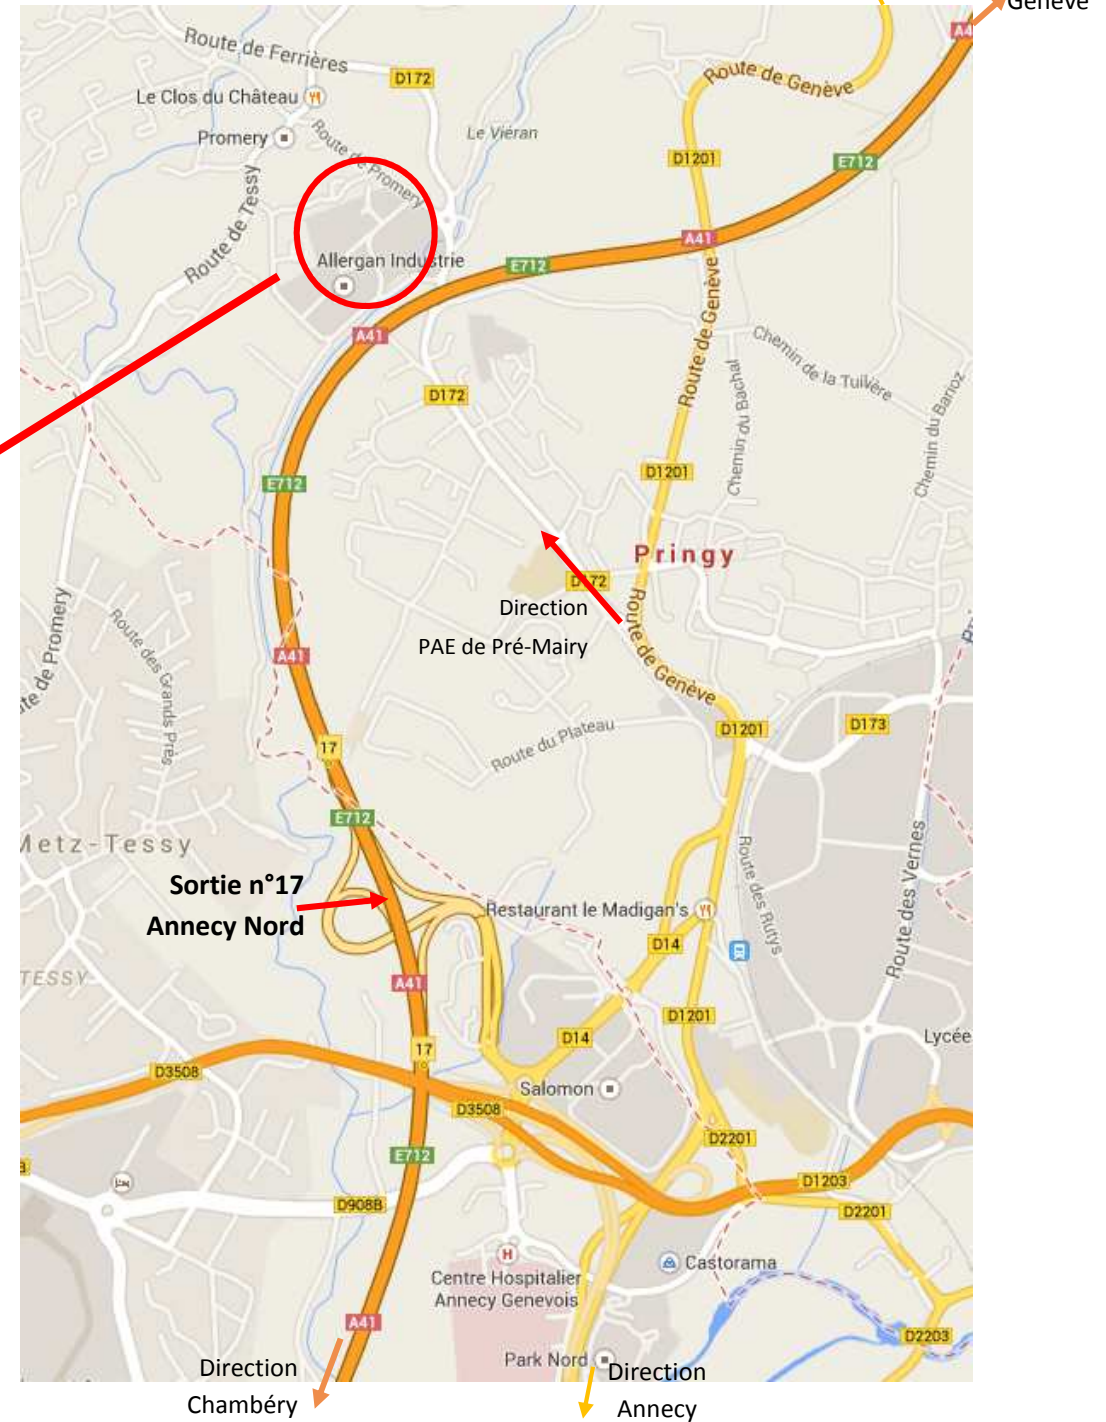 Genève
A4
Route de Ferrières
D172
Route de Genève
Le Clos du Château
Promery
Route de Promery
Le Viéran
D1201
E712
Route de Tessy
A41
Allergan Industrie
E712
Route de Genève
A41
Chemin de la Tuilyère
D172
Route de Genève
Chemin du Bachal
Chemin du Barioz
D1201
E712
Pringy
D172
Direction
PAE de Pré-Mairy
Route de Genève
te de Promery
Route des Grands Prés
A41
Route du Plateau
D1201
D173
17
E712
Metz-Tessy
Sortie n°17
Annecy Nord
Restaurant le Madigan's
Route des Rutys
Route des Vernes
D14
TESSY
A41
D1201
D14
Lycée
17
D3508
Salomon
D3508
D2201
E712
D1203
D908B
D2201
H
Centre Hospitalier
Annecy Genevois
Castorama
A41
D2203
Park Nord
Direction
Chambéry
Direction
Annecy